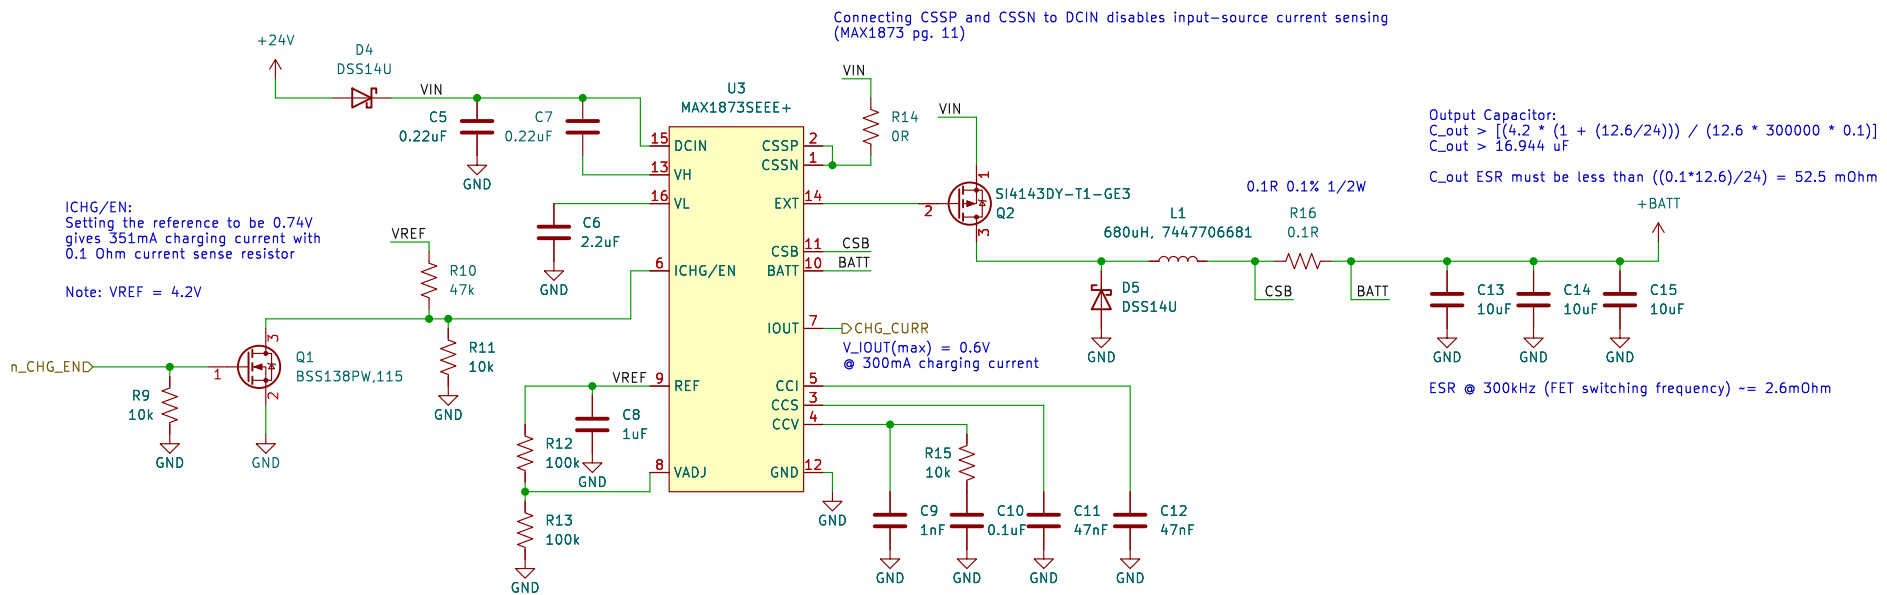 Connecting CSSP and CSSN to DCIN disables input-source current sensing
(MAX1873 pg. 11)
+24V
D4
DSS14U
VIN
C5
0.22uF
GND
C7
0.22uF
U3
MAX1873SEEE+
15
DCIN
13
VH
16
VL
6
ICHG/EN
9
REF
8
VADJ
CSSP
2
CSSN
1
EXT
14
CSB
11
BATT
10
IOUT
7
CCI
5
CCS
3
CCV
4
GND
12
VIN
R14
0R
VIN
1
2
3
SI4143DY-T1-GE3
Q2
CSB
BATT
C6
2.2uF
GND
ICHG/EN:
Setting the reference to be 0.74V
gives 351mA charging current with
0.1 Ohm current sense resistor
Note: VREF = 4.2V
VREF
R10
47k
R11
10k
GND
n_CHG_EN
R9
10k
GND
3
1
2
Q1
BSS138PW,115
GND
VREF
C8
1uF
GND
R12
100k
R13
100k
GND
CHG_CURR
V_IOUT(max) = 0.6V
@ 300mA charging current
GND
C9
1nF
GND
R15
10k
C10
0.1uF
GND
C11
47nF
GND
C12
47nF
GND
D5
DSS14U
GND
L1
680uH, 7447706681
0.1R 0.1% 1/2W
R16
0.1R
CSB
BATT
Output Capacitor:
C_out > [(4.2 * (1 + (12.6/24))) / (12.6 * 300000 * 0.1)]
C_out > 16.944 uF
C_out ESR must be less than ((0.1*12.6)/24) = 52.5 mOhm
+BATT
C13
10uF
GND
C14
10uF
GND
C15
10uF
GND
ESR @ 300kHz (FET switching frequency) ~= 2.6mOhm